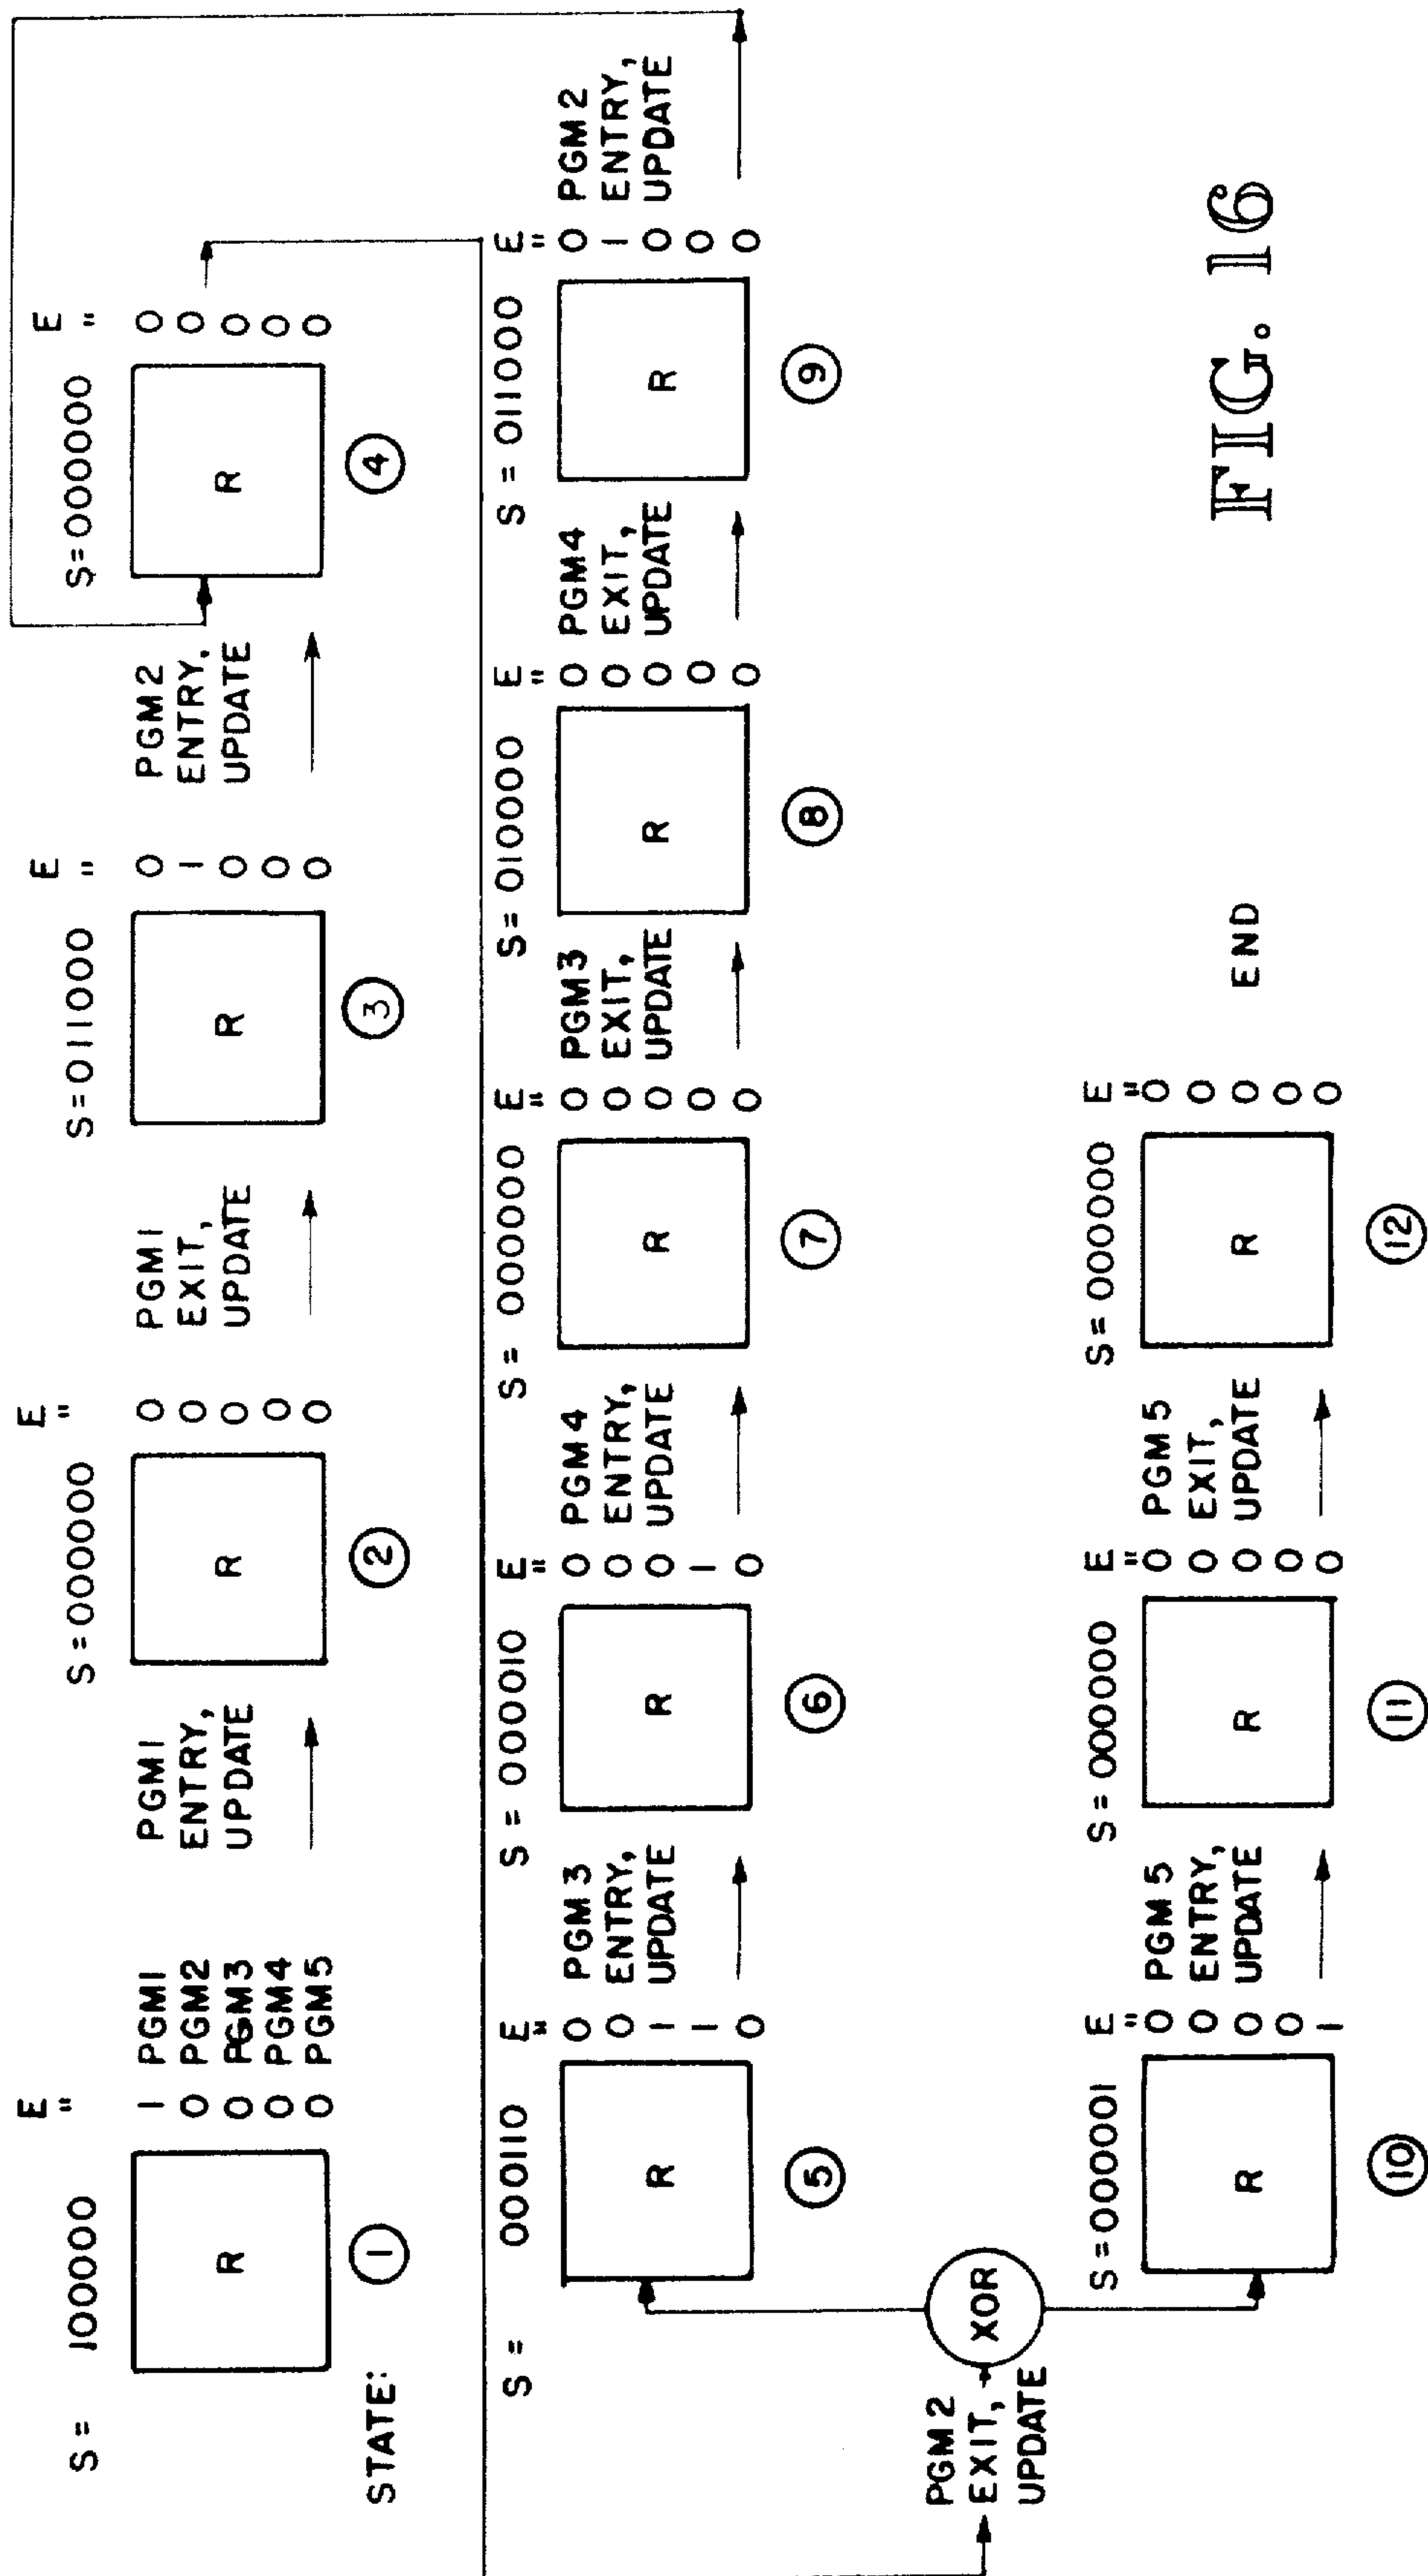 S = 100000
E
"
R
1 PGM1
0 PGM2
0 PGM3
0 PGM4
0 PGM5
STATE:
1
PGM1
ENTRY,
UPDATE
S=000000
E
"
R
0
0
0
0
0
2
PGM1
EXIT,
UPDATE
S=011000
E
"
R
0
1
0
0
0
3
PGM2
ENTRY,
UPDATE
S=000000
E
"
R
0
0
0
0
0
4
PGM2
EXIT,
UPDATE
XOR
S = 000110
E
"
R
0
0
1
1
0
5
PGM3
ENTRY,
UPDATE
S = 000010
E
"
R
0
0
0
1
0
6
PGM4
ENTRY,
UPDATE
S = 000000
E
"
R
0
0
0
0
0
7
PGM3
EXIT,
UPDATE
S= 010000
E
"
R
0
0
0
0
0
8
PGM4
EXIT,
UPDATE
S = 011000
E
"
R
0
1
0
0
0
9
PGM2
ENTRY,
UPDATE
S = 000001
E
"
R
0
0
0
0
1
10
PGM5
ENTRY,
UPDATE
S = 000000
E
"
R
0
0
0
0
0
11
PGM5
EXIT,
UPDATE
S= 000000
E
"
R
0
0
0
0
0
12
END
FIG. 16